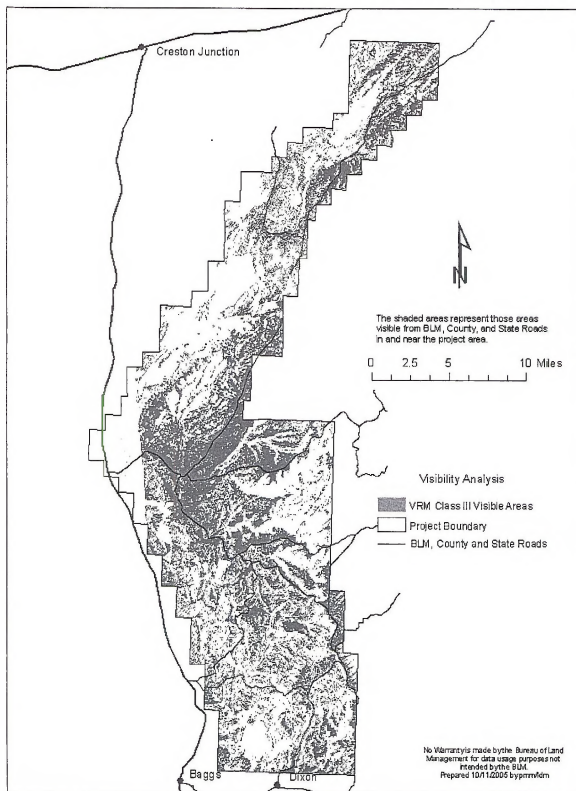 Creston Junction
N
The shaded areas represent those areas
visible from BLM, County, and State Roads
in and near the project area.
0 2.5 5 10 Miles
Visibility Analysis
VRM Class III Visible Areas
Project Boundary
BLM, County and State Roads
No Warranty is made by the Bureau of Land
Management for data usage purposes not
intended by the BLM.
Prepared 10/11/2005 by pmm/ldm
Baggs
Dixon